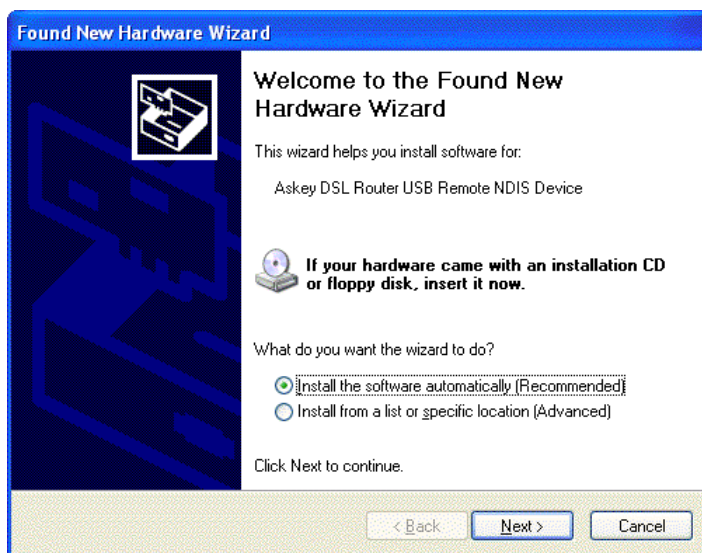 Found New Hardware Wizard
Welcome to the Found New
Hardware Wizard
This wizard helps you install software for:
Askey DSL Router USB Remote NDIS Device
If your hardware came with an installation CD
or floppy disk, insert it now.
What do you want the wizard to do?
Install the software automatically (Recommended)
Install from a list or specific location (Advanced)
Click Next to continue.
< Back Next > Cancel